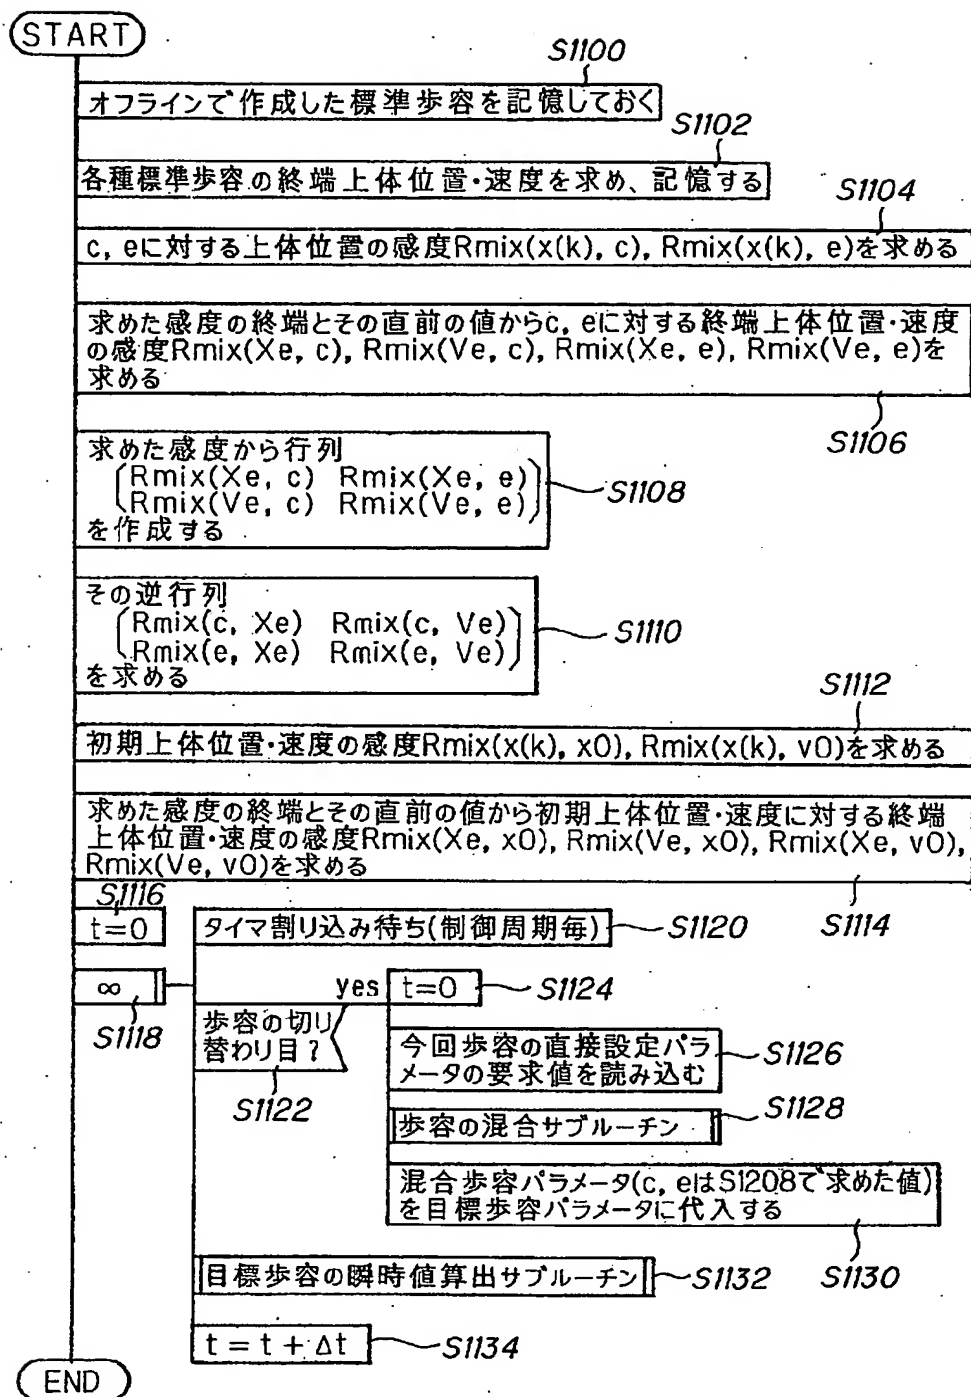 START
S1100
オフラインで作成した標準歩容を記憶しておく
S1102
各種標準歩容の終端上体位置・速度を求め、記憶する
S1104
c, eに対する上体位置の感度Rmix(x(k), c), Rmix(x(k), e)を求める
求めた感度の終端とその直前の値からc, eに対する終端上体位置・速度
の感度Rmix(Xe, c), Rmix(Ve, c), Rmix(Xe, e), Rmix(Ve, e)を
求める
S1106
求めた感度から行列
Rmix(Xe, c) Rmix(Xe, e)
Rmix(Ve, c) Rmix(Ve, e)
を作成する
S1108
その逆行列
Rmix(c, Xe) Rmix(c, Ve)
Rmix(e, Xe) Rmix(e, Ve)
を求める
S1110
S1112
初期上体位置・速度の感度Rmix(x(k), x0), Rmix(x(k), v0)を求める
求めた感度の終端とその直前の値から初期上体位置・速度に対する終端
上体位置・速度の感度Rmix(Xe, x0), Rmix(Ve, x0), Rmix(Xe, v0),
Rmix(Ve, v0)を求める
S1114
S1116
t=0
タイマ割り込み待ち(制御周期毎)
S1120
∞
S1118
yes
t=0
S1124
歩容の切り
替わり目?
S1122
今回歩容の直接設定パラ
メータの要求値を読み込む
S1126
歩容の混合サブルーチン
S1128
混合歩容パラメータ(c, eはS1208で求めた値)
を目標歩容パラメータに代入する
S1130
目標歩容の瞬時値算出サブルーチン
S1132
t = t + Δt
S1134
END